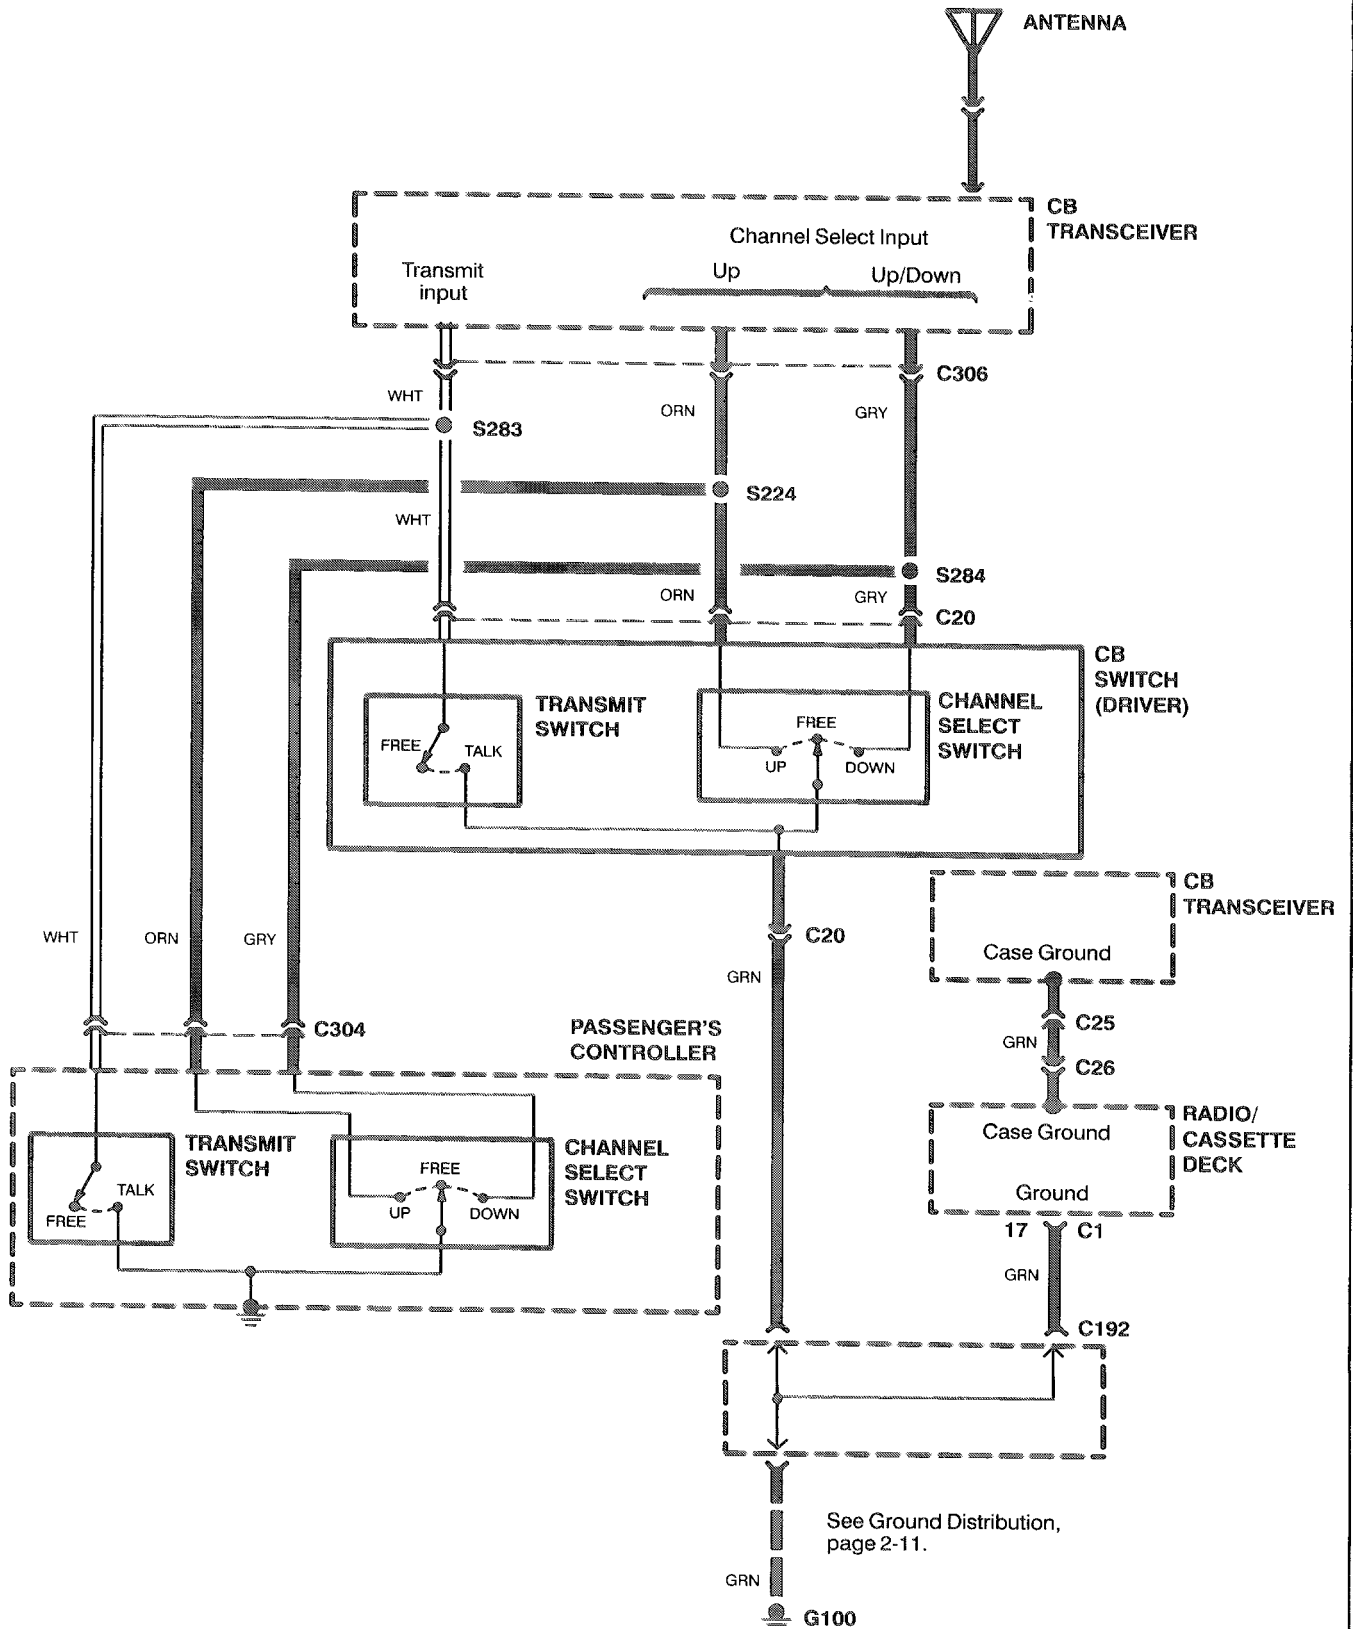 ANTENNA
CB
TRANSCEIVER
Channel Select Input
Transmit
input
Up
Up/Down
C306
WHT
ORN
GRY
S283
S224
WHT
S284
ORN
GRY
C20
CB
SWITCH
(DRIVER)
TRANSMIT
SWITCH
FREE
TALK
CHANNEL
SELECT
SWITCH
FREE
UP
DOWN
CB
TRANSCEIVER
Case Ground
WHT
ORN
GRY
C20
GRN
C25
GRN
C26
C304
PASSENGER'S
CONTROLLER
RADIO/
CASSETTE
DECK
Case Ground
Ground
TRANSMIT
SWITCH
TALK
FREE
CHANNEL
SELECT
SWITCH
FREE
UP
DOWN
17
C1
GRN
C192
See Ground Distribution,
page 2-11.
GRN
G100